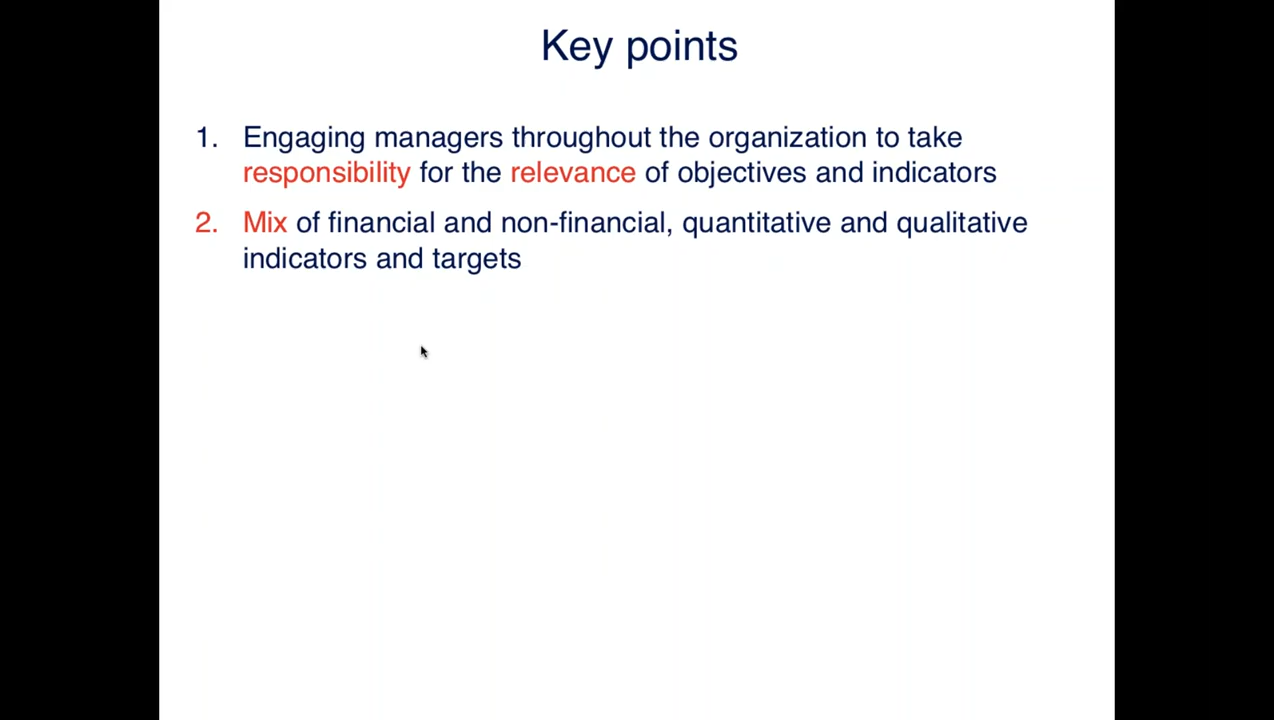 Key points
1. Engaging managers throughout the organization to take
responsibility for the relevance of objectives and indicators
2. Mix of financial and non-financial, quantitative and qualitative
indicators and targets